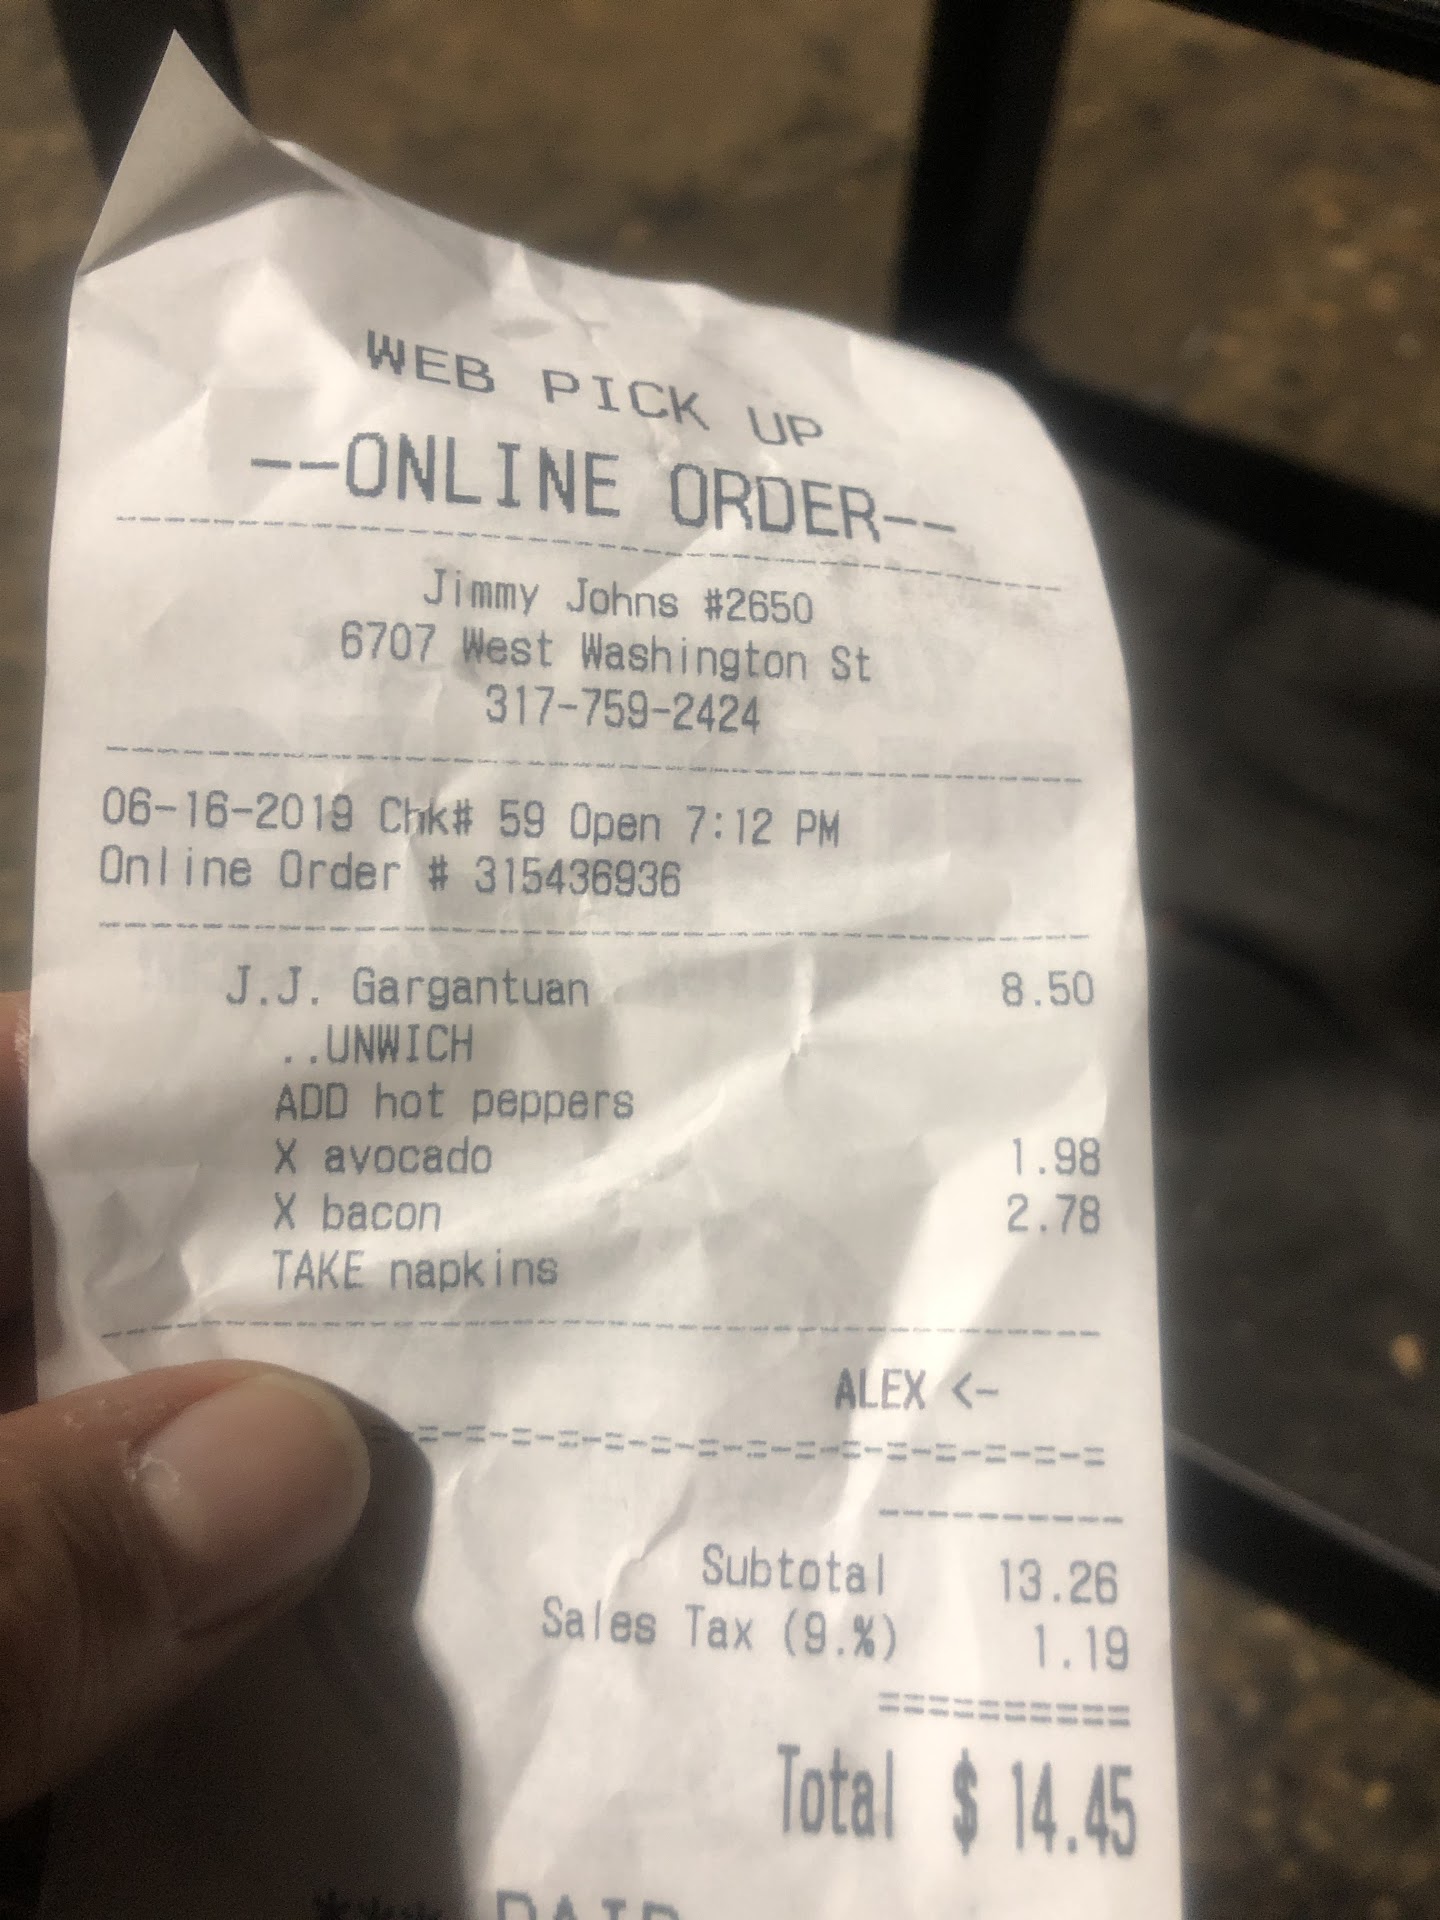 WEB PICK UP
--ONLINE ORDER--
Jimmy Johns #2650
6707 West Washington St
317-759-2424
06-16-2019 Chk# 59 Open 7:12 PM
Online Order # 315436936
J.J. Gargantuan 8.50
..UNWICH
ADD hot peppers
X avocado 1.98
X bacon 2.78
TAKE napkins
ALEX <-
Subtotal 13.26
Sales Tax (9.%) 1.19
Total $ 14.45
*** PAID